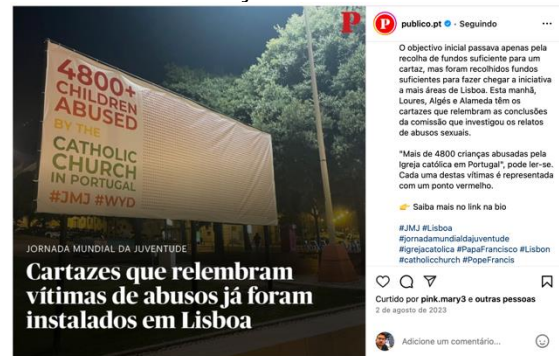 P
4800+
CHILDREN
ABUSED
BY THE
CATHOLIC
CHURCH
IN PORTUGAL
#JMJ #WYD
JORNADA MUNDIAL DA JUVENTUDE
Cartazes que relembram
vítimas de abusos já foram
instalados em Lisboa
P
publico.pt • Seguindo
...
O objectivo inicial passava apenas pela
recolha de fundos suficiente para um
cartaz, mas foram recolhidos fundos
suficientes para fazer chegar a iniciativa
a mais áreas de Lisboa. Esta manhã,
Loures, Algés e Alameda têm os
cartazes que relembram as conclusões
da comissão que investigou os relatos
de abusos sexuais.
"Mais de 4800 crianças abusadas pela
Igreja católica em Portugal", pode ler-se.
Cada uma destas vítimas é representada
com um ponto vermelho.
👉 Saiba mais no link na bio
#JMJ #Lisboa
#jornadamundialdajuventude
#igrejacatolica #PapaFrancisco #Lisbon
#catholicchurch #PopeFrancis
Curtido por pink.mary3 e outras pessoas
2 de agosto de 2023
Adicione um comentário...